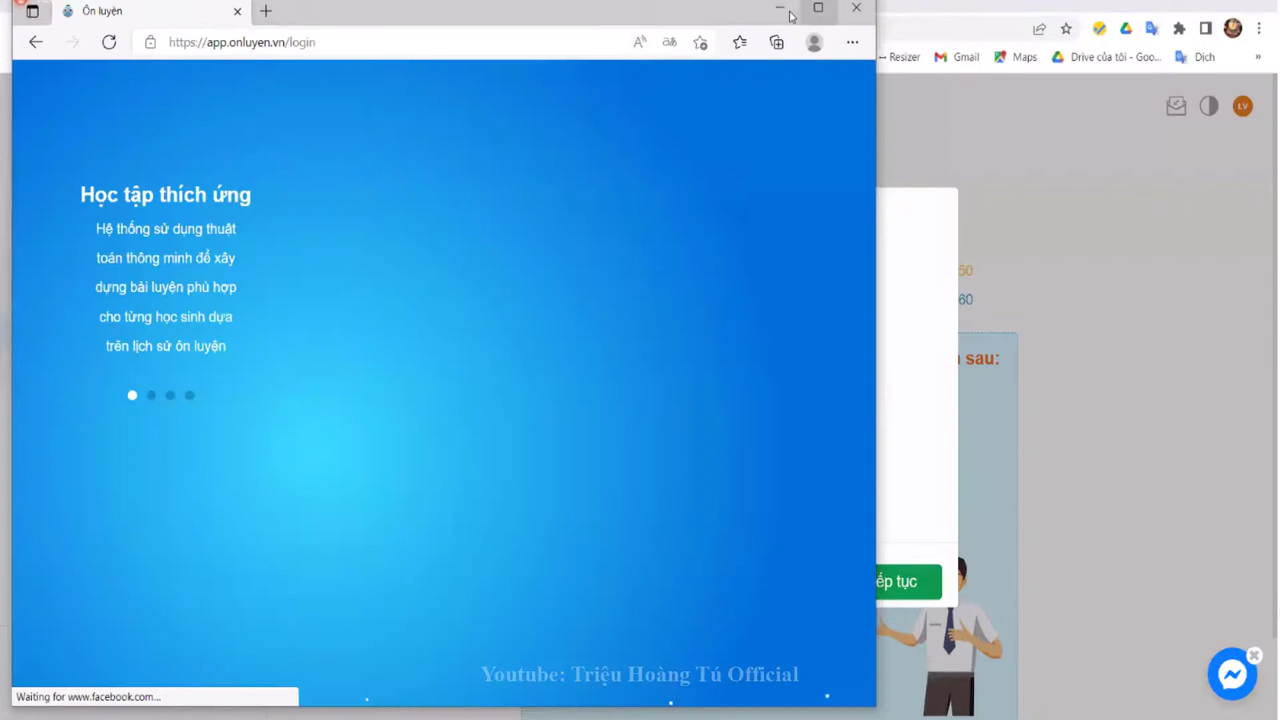 Ôn luyện
https://app.onluyen.vn/login
Resizer
Gmail
Maps
Drive của tôi - Goo...
Dịch
»
LV
Học tập thích ứng
Hệ thống sử dụng thuật
toán thông minh để xây
dựng bài luyện phù hợp
cho từng học sinh dựa
trên lịch sử ôn luyện
50
60
sau:
ếp tục
Youtube: Triệu Hoàng Tú Official
Waiting for www.facebook.com...